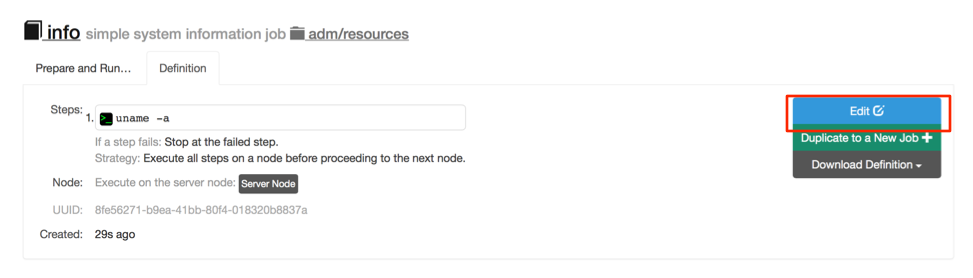 info simple system information job adm/resources
Prepare and Run… Definition
Steps: 1. uname -a
If a step fails: Stop at the failed step.
Strategy: Execute all steps on a node before proceeding to the next node.
Node: Execute on the server node: Server Node
UUID: 8fe56271-b9ea-41bb-80f4-018320b8837a
Created: 29s ago
Edit
Duplicate to a New Job
Download Definition